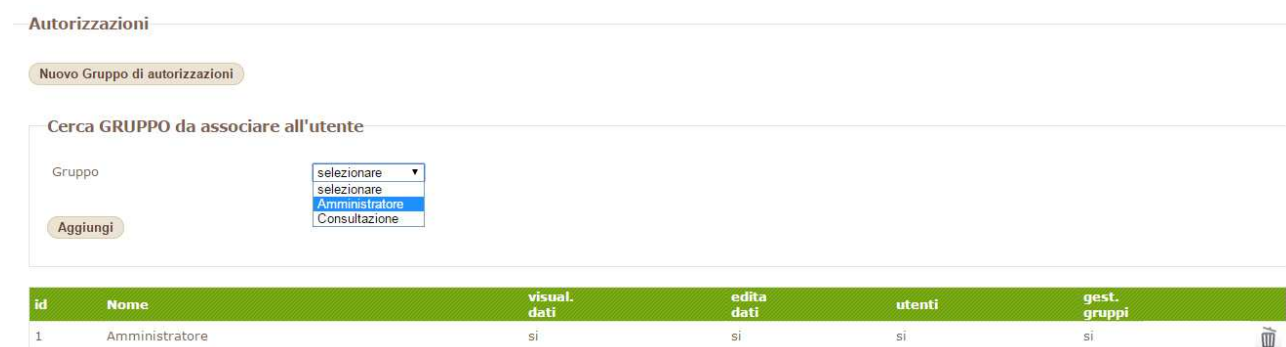 Autorizzazioni
Nuovo Gruppo di autorizzazioni
Cerca GRUPPO da associare all'utente
Gruppo
selezionare
selezionare
Amministratore
Consultazione
Aggiungi
id Nome visual. dati edita dati utenti gest. gruppi
1 Amministratore si si si si